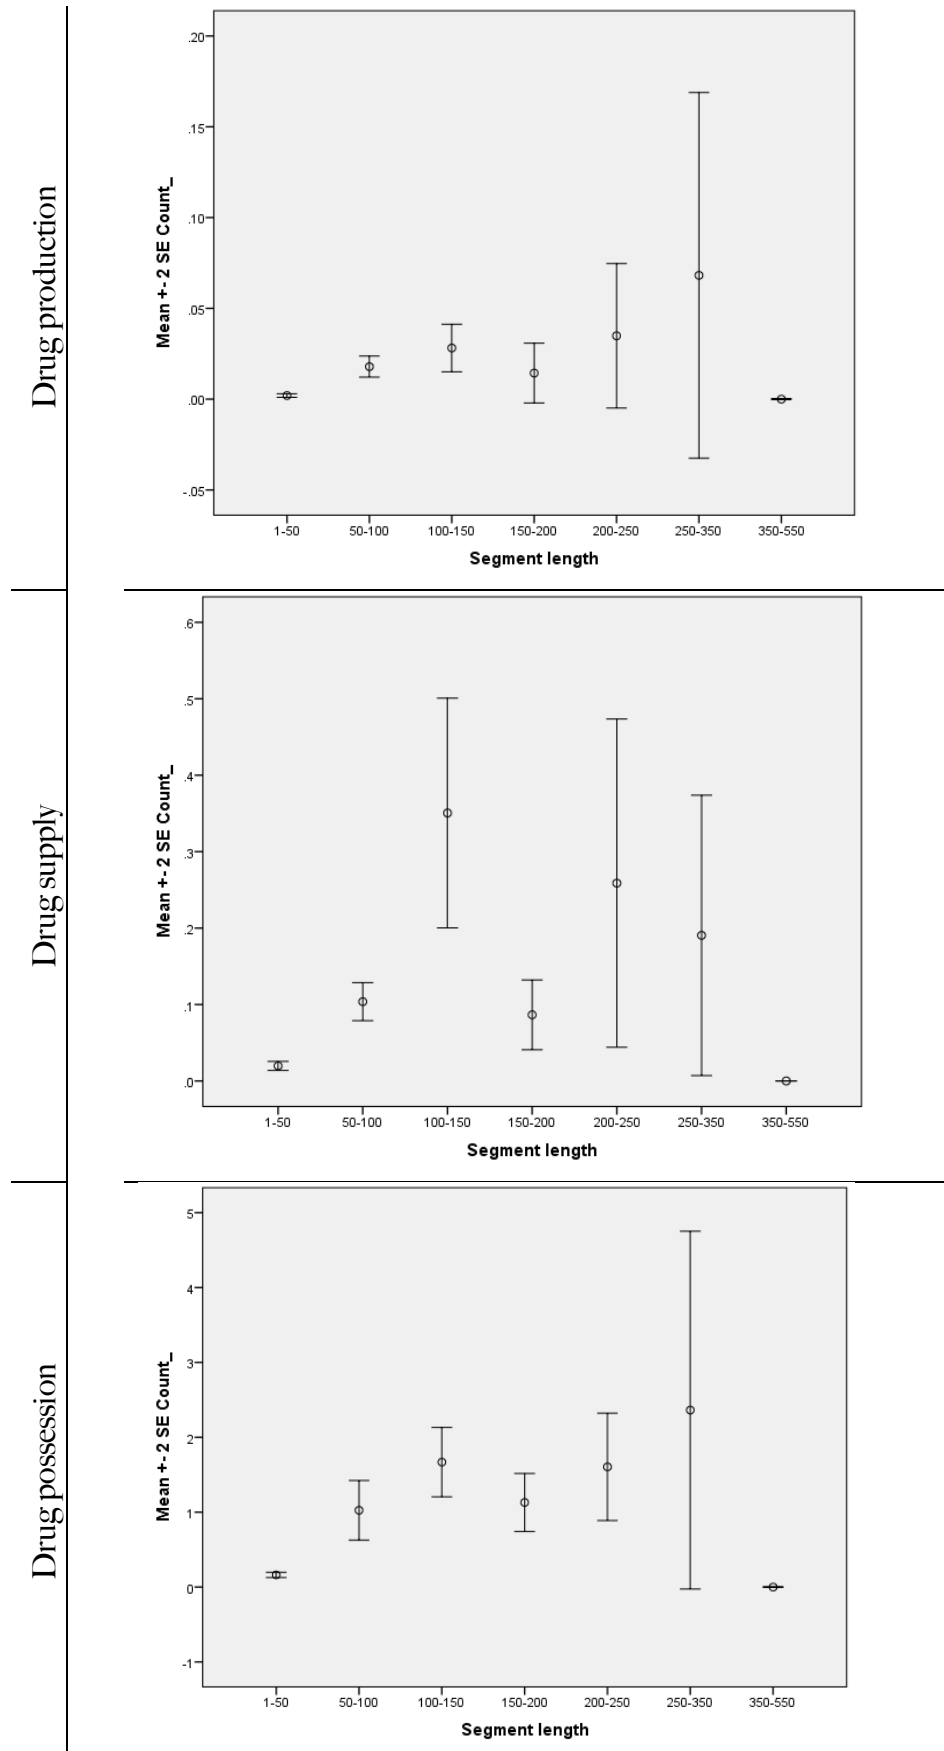 Drug production
Mean +- 2 SE Count_
.20
.15
.10
.05
.00
-.05
1-50 50-100 100-150 150-200 200-250 250-350 350-550
Segment length
Drug supply
Mean +- 2 SE Count_
.6
.5
.4
.3
.2
.1
.0
1-50 50-100 100-150 150-200 200-250 250-350 350-550
Segment length
Drug possession
Mean +- 2 SE Count_
5
4
3
2
1
0
-1
1-50 50-100 100-150 150-200 200-250 250-350 350-550
Segment length